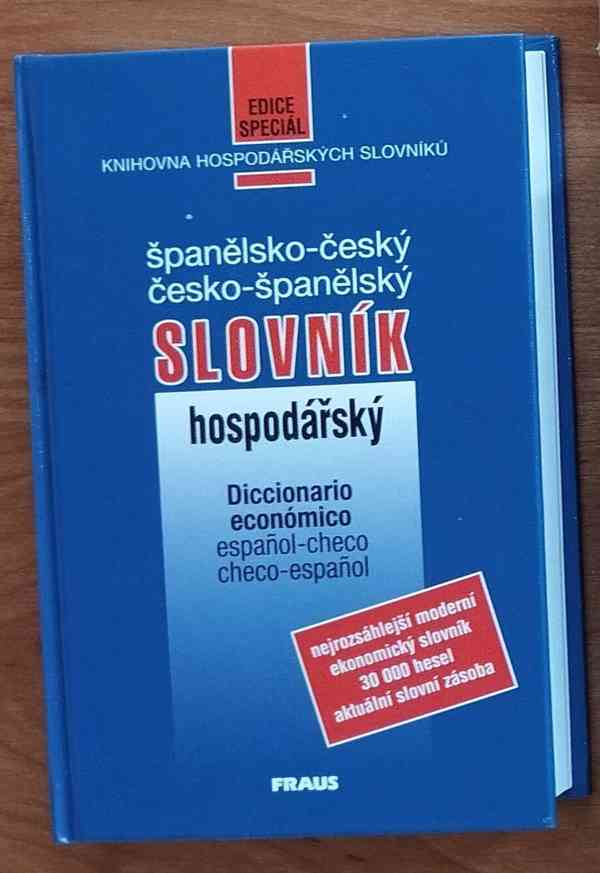 EDICE
SPECIÁL
KNIHOVNA HOSPODÁŘSKÝCH SLOVNÍKŮ
španělsko-český
česko-španělský
SLOVNÍK
hospodářský
Diccionario
económico
español-checo
checo-español
nejrozsáhlejší moderní
ekonomický slovník
30 000 hesel
aktuální slovní zásoba
FRAUS